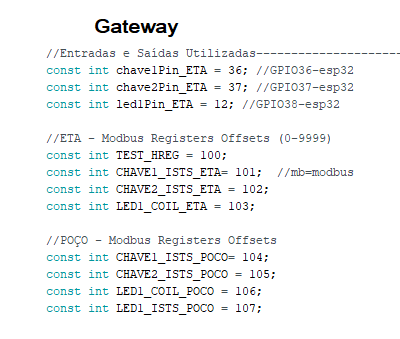 Gateway
//Entradas e Saídas Utilizadas---------------------
const int chave1Pin_ETA = 36; //GPIO36-esp32
const int chave2Pin_ETA = 37; //GPIO37-esp32
const int led1Pin_ETA = 12; //GPIO38-esp32
//ETA - Modbus Registers Offsets (0-9999)
const int TEST_HREG = 100;
const int CHAVE1_ISTS_ETA= 101;  //mb=modbus
const int CHAVE2_ISTS_ETA = 102;
const int LED1_COIL_ETA = 103;
//POÇO - Modbus Registers Offsets
const int CHAVE1_ISTS_POCO= 104;
const int CHAVE2_ISTS_POCO = 105;
const int LED1_COIL_POCO = 106;
const int LED1_ISTS_POCO = 107;